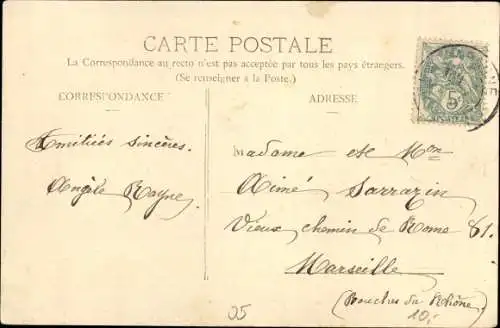 CARTE POSTALE
La Correspondance au recto n'est pas acceptée par tous les pays étrangers.
(Se renseigner à la Poste.)
CORRESPONDANCE
ADRESSE
Amitiés sincères.
Angèle Rayne
Madame et Mon
Aimé Sarrazin
Vieux chemin de Rome 81.
Marseille
(Bouches du Rhône)
05
10.-
5